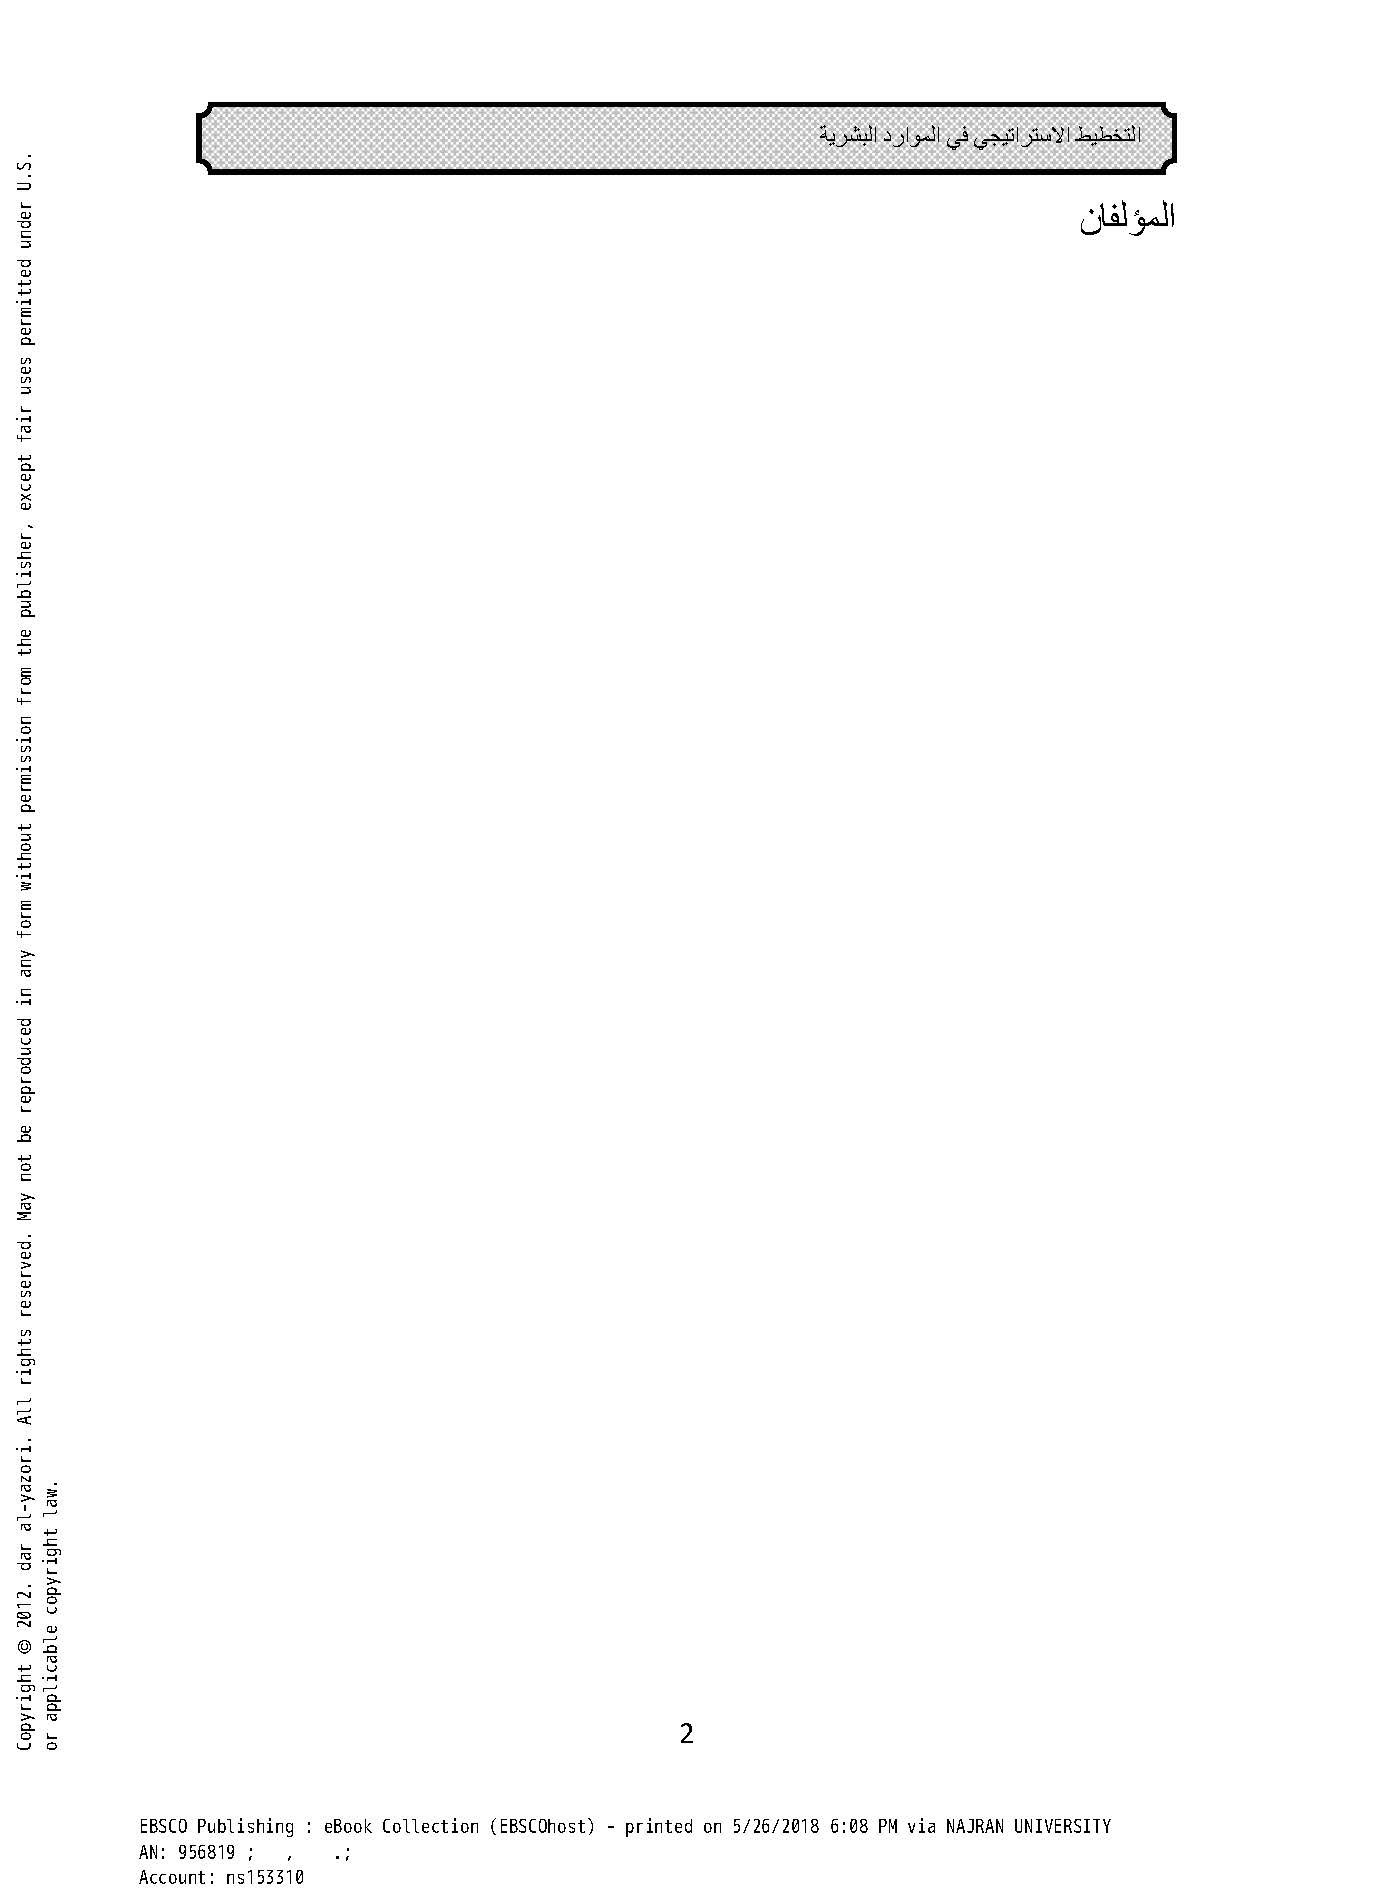 التخطيط الاستراتيجي في الموارد البشرية
المؤلفان
2
Copyright © 2012. dar al-yazori. All rights reserved. May not be reproduced in any form without permission from the publisher, except fair uses permitted under U.S.
or applicable copyright law.
EBSCO Publishing : eBook Collection (EBSCOhost) - printed on 5/26/2018 6:08 PM via NAJRAN UNIVERSITY
AN: 956819 ; , .;
Account: ns153310